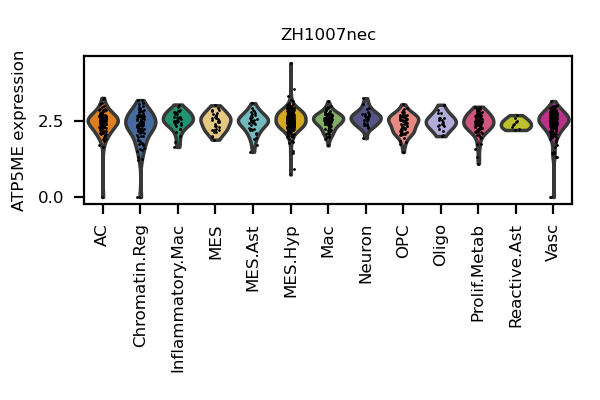 ZH1007nec
ATP5ME expression
2.5
0.0
AC
Chromatin.Reg
Inflammatory.Mac
MES
MES.Ast
MES.Hyp
Mac
Neuron
OPC
Oligo
Prolif.Metab
Reactive.Ast
Vasc